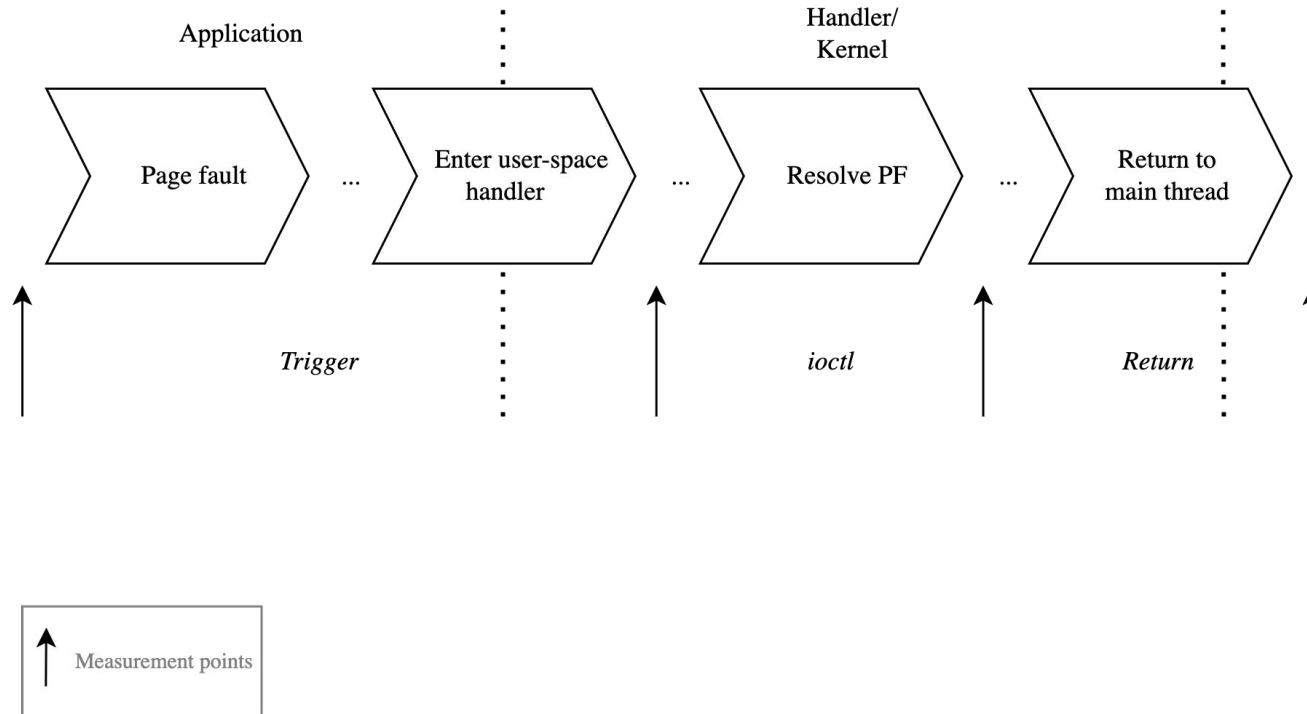 Application
Handler/
Kernel
Page fault
...
Enter user-space
handler
...
Resolve PF
...
Return to
main thread
Trigger
ioctl
Return
Measurement points